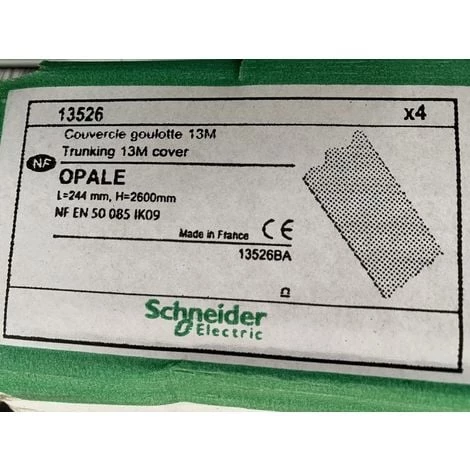 13526 x4
Couvercle goulotte 13M
Trunking 13M cover
NF
OPALE
L=244 mm, H=2600mm
NF EN 50 085 IK09
Made in France CE
13526BA
Ω
Schneider
Electric